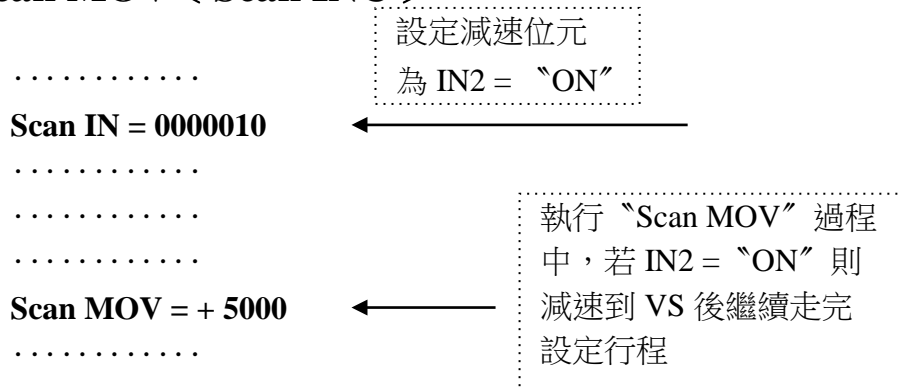 設定減速位元
為 IN2 = 〝ON〞
............
Scan IN = 0000010
............
............
............
執行〝Scan MOV〞過程
中，若 IN2 = 〝ON〞則
減速到 VS 後繼續走完
設定行程
Scan MOV = + 5000
............